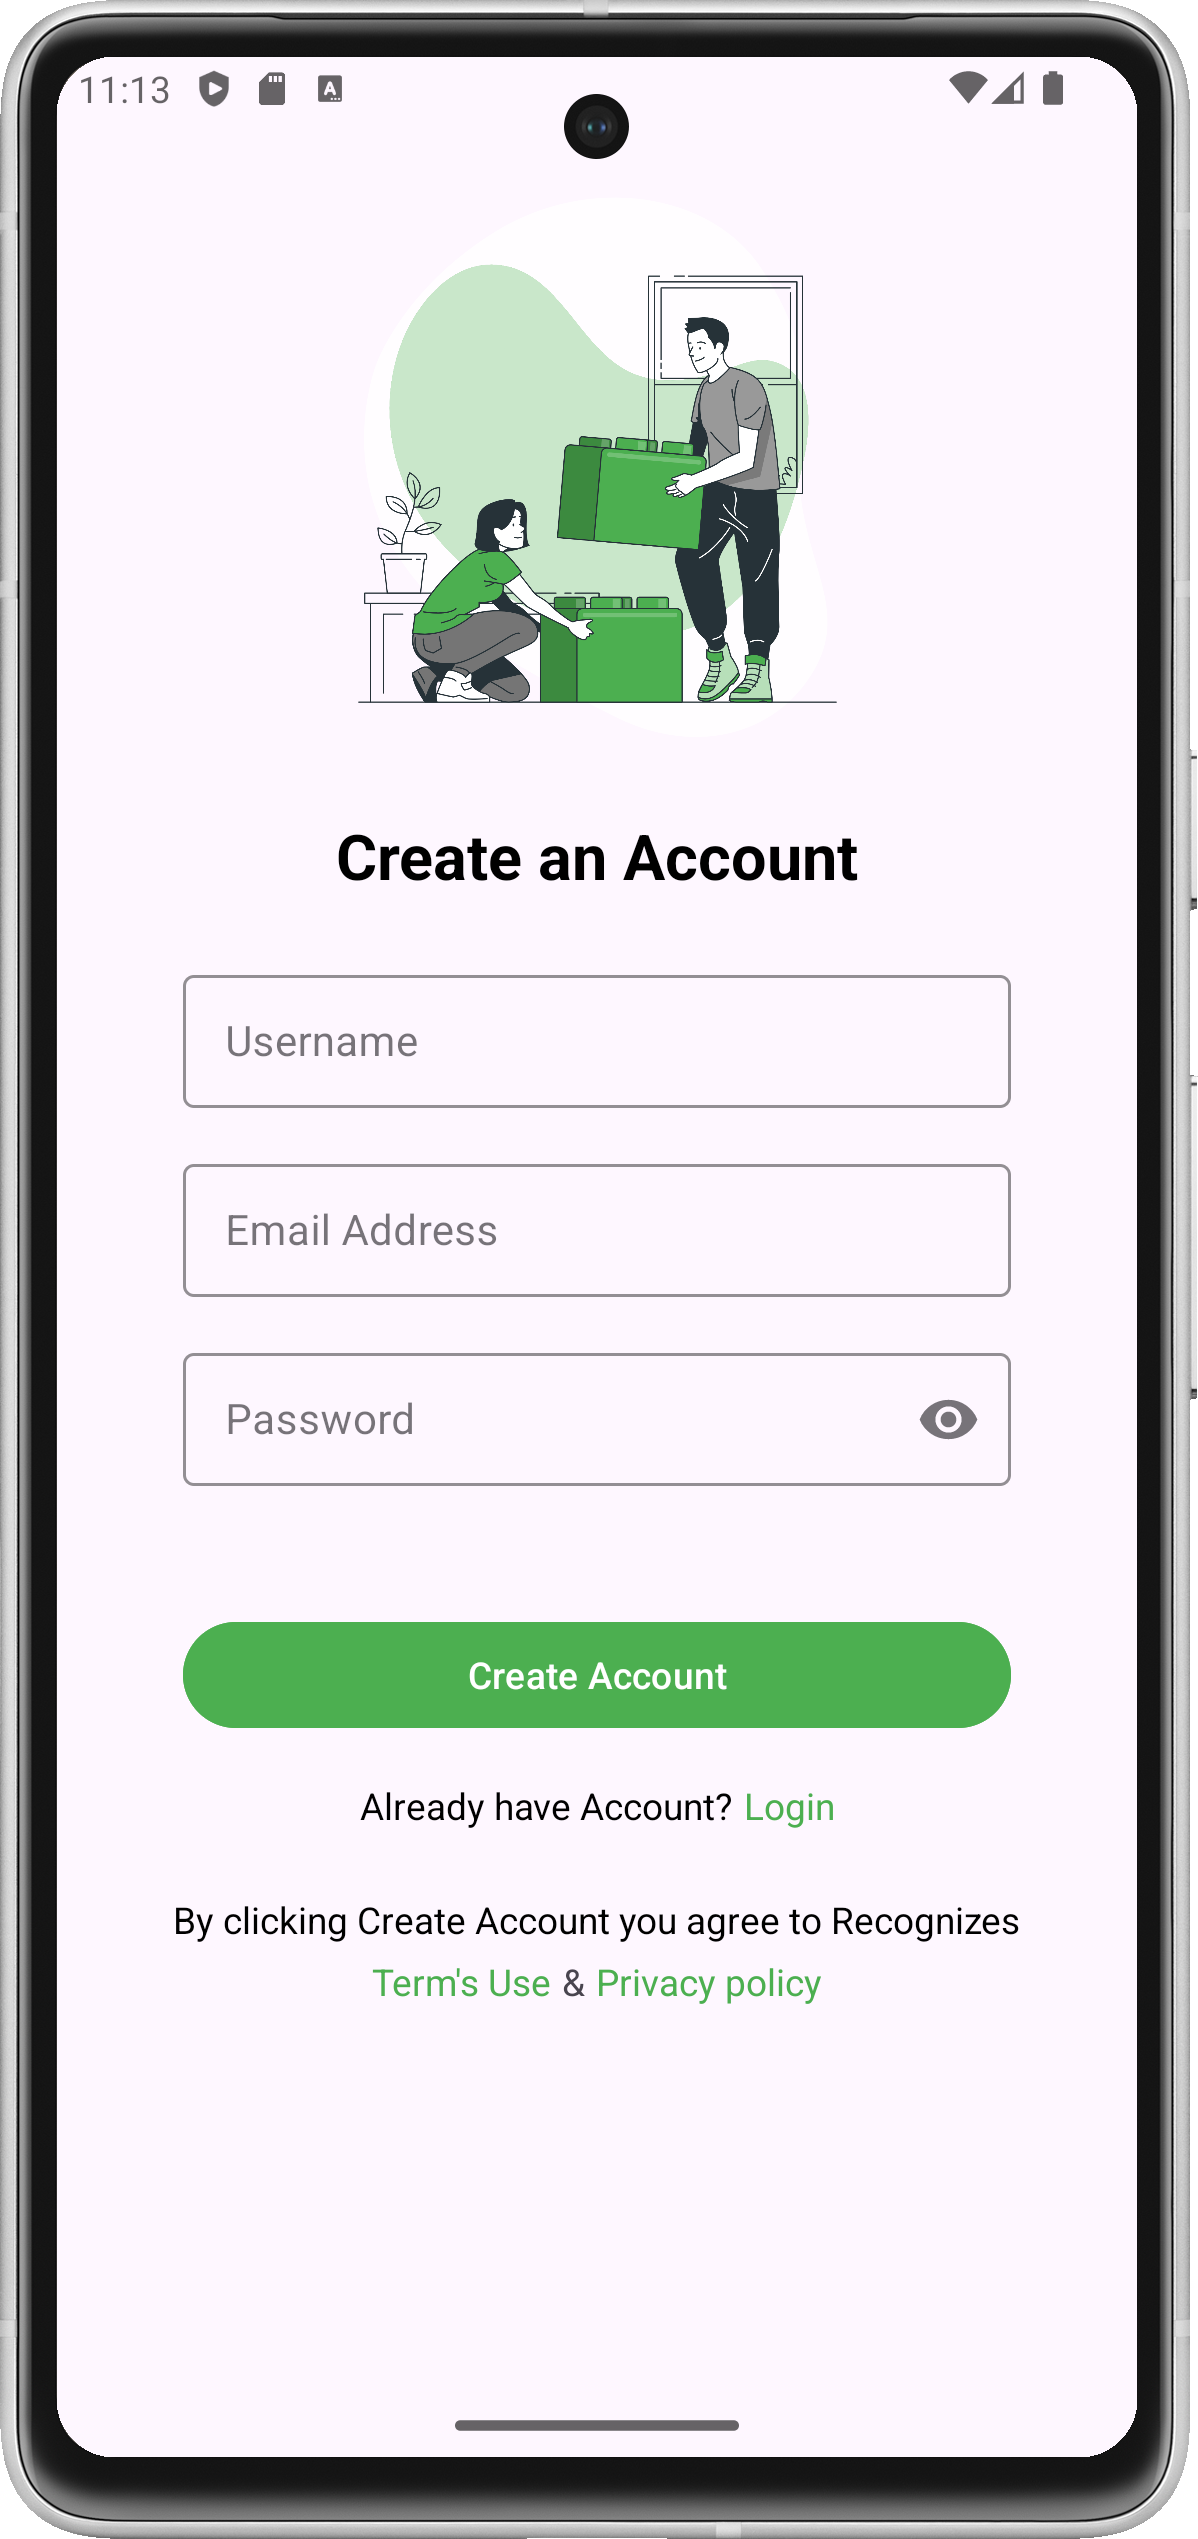 11:13
Create an Account
Username
Email Address
Password
Create Account
Already have Account? Login
By clicking Create Account you agree to Recognizes
Term's Use & Privacy policy